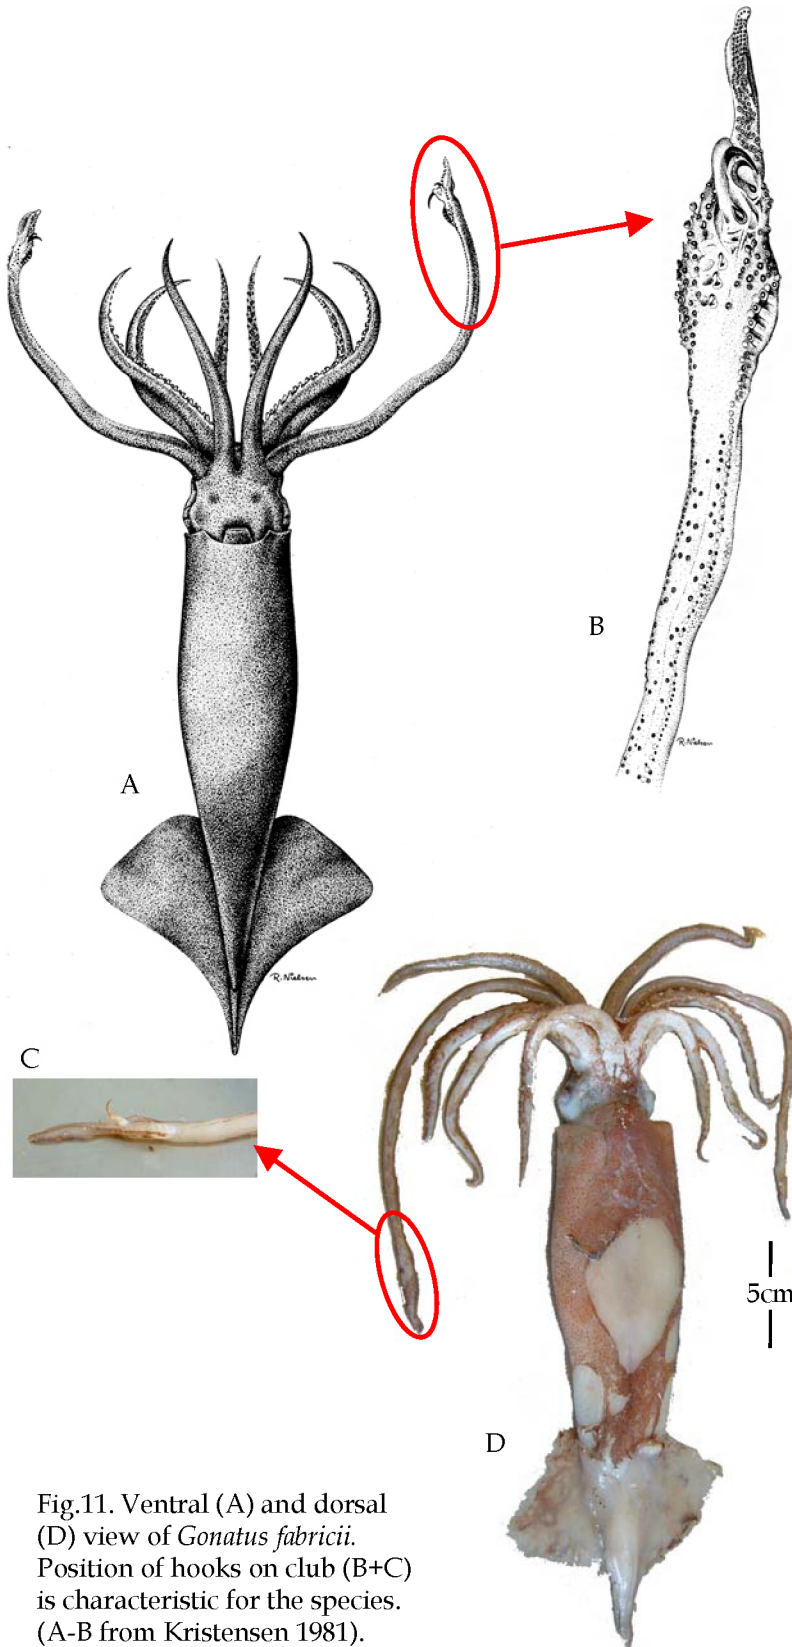 B
A
R.Nielsen
R.Nielsen
C
5cm
D
Fig.11. Ventral (A) and dorsal
(D) view of Gonatus fabricii.
Position of hooks on club (B+C)
is characteristic for the species.
(A-B from Kristensen 1981).